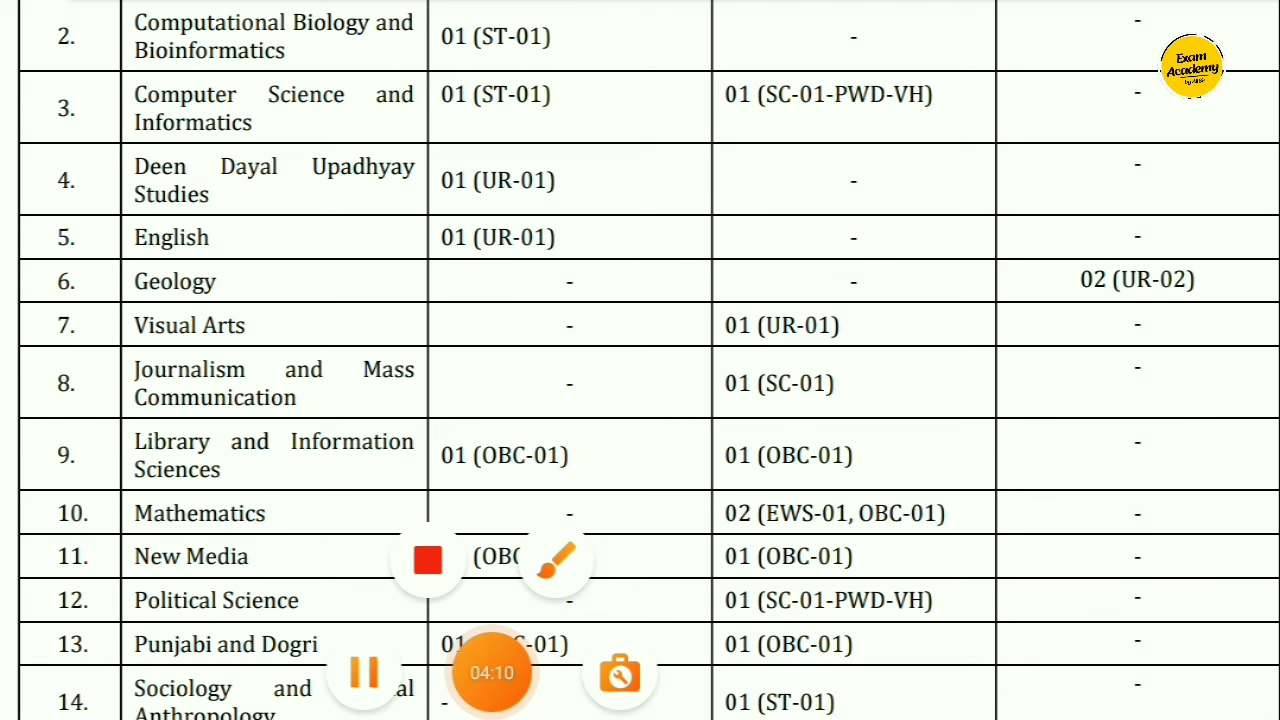 2. Computational Biology and Bioinformatics 01 (ST-01) - -
Exam
Academy
3. Computer Science and Informatics 01 (ST-01) 01 (SC-01-PWD-VH) -
4. Deen Dayal Upadhyay Studies 01 (UR-01) - -
5. English 01 (UR-01) - -
6. Geology - - 02 (UR-02)
7. Visual Arts - 01 (UR-01) -
8. Journalism and Mass Communication - 01 (SC-01) -
9. Library and Information Sciences 01 (OBC-01) 01 (OBC-01) -
10. Mathematics - 02 (EWS-01, OBC-01) -
11. New Media 01 (OBC-01) -
12. Political Science - 01 (SC-01-PWD-VH) -
13. Punjabi and Dogri 01 (OBC-01) -
04:10
14. Sociology and Anthropology - 01 (ST-01) -